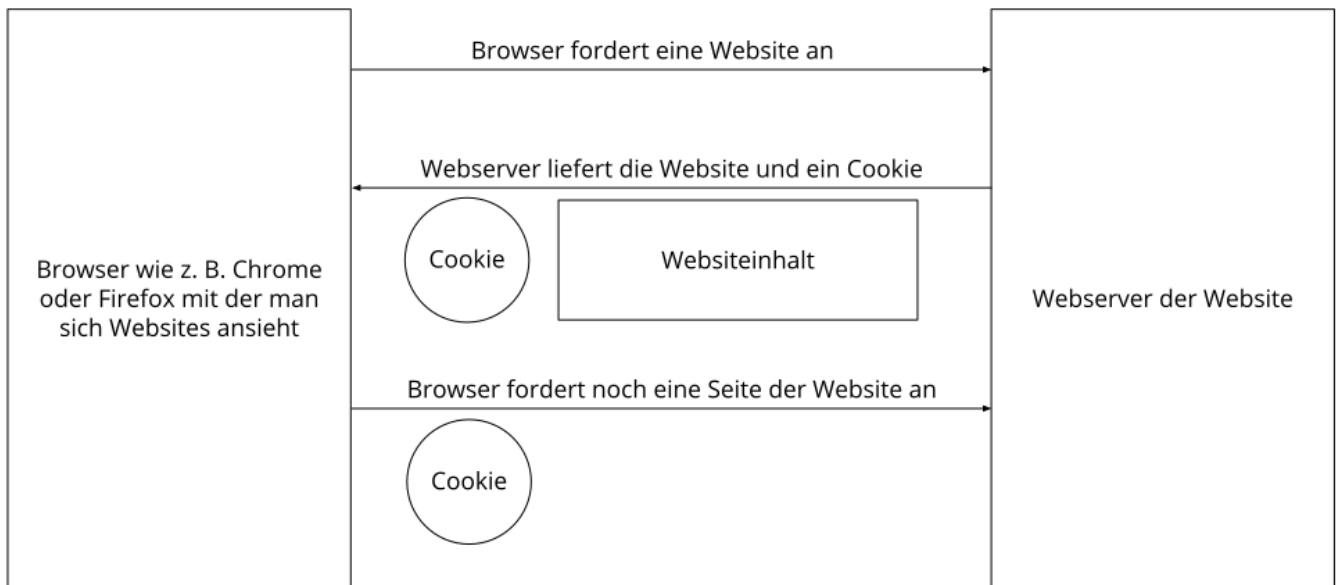 Browser fordert eine Website an
Webserver liefert die Website und ein Cookie
Cookie
Websiteinhalt
Browser wie z. B. Chrome
oder Firefox mit der man
sich Websites ansieht
Webserver der Website
Browser fordert noch eine Seite der Website an
Cookie